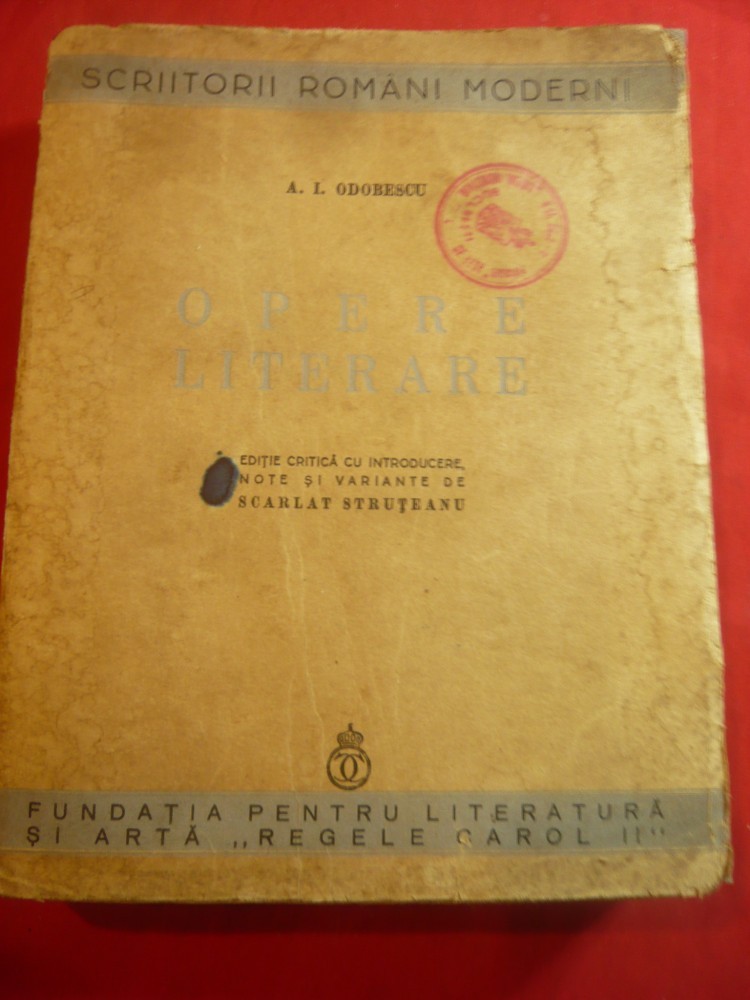 SCRIITORII ROMÂNI MODERNI
A. I. ODOBESCU
OPERE
LITERARE
EDIȚIE CRITICĂ CU INTRODUCERE,
NOTE ȘI VARIANTE DE
SCARLAT STRUȚEANU
FUNDAȚIA PENTRU LITERATURĂ
ȘI ARTĂ „REGELE CAROL II"